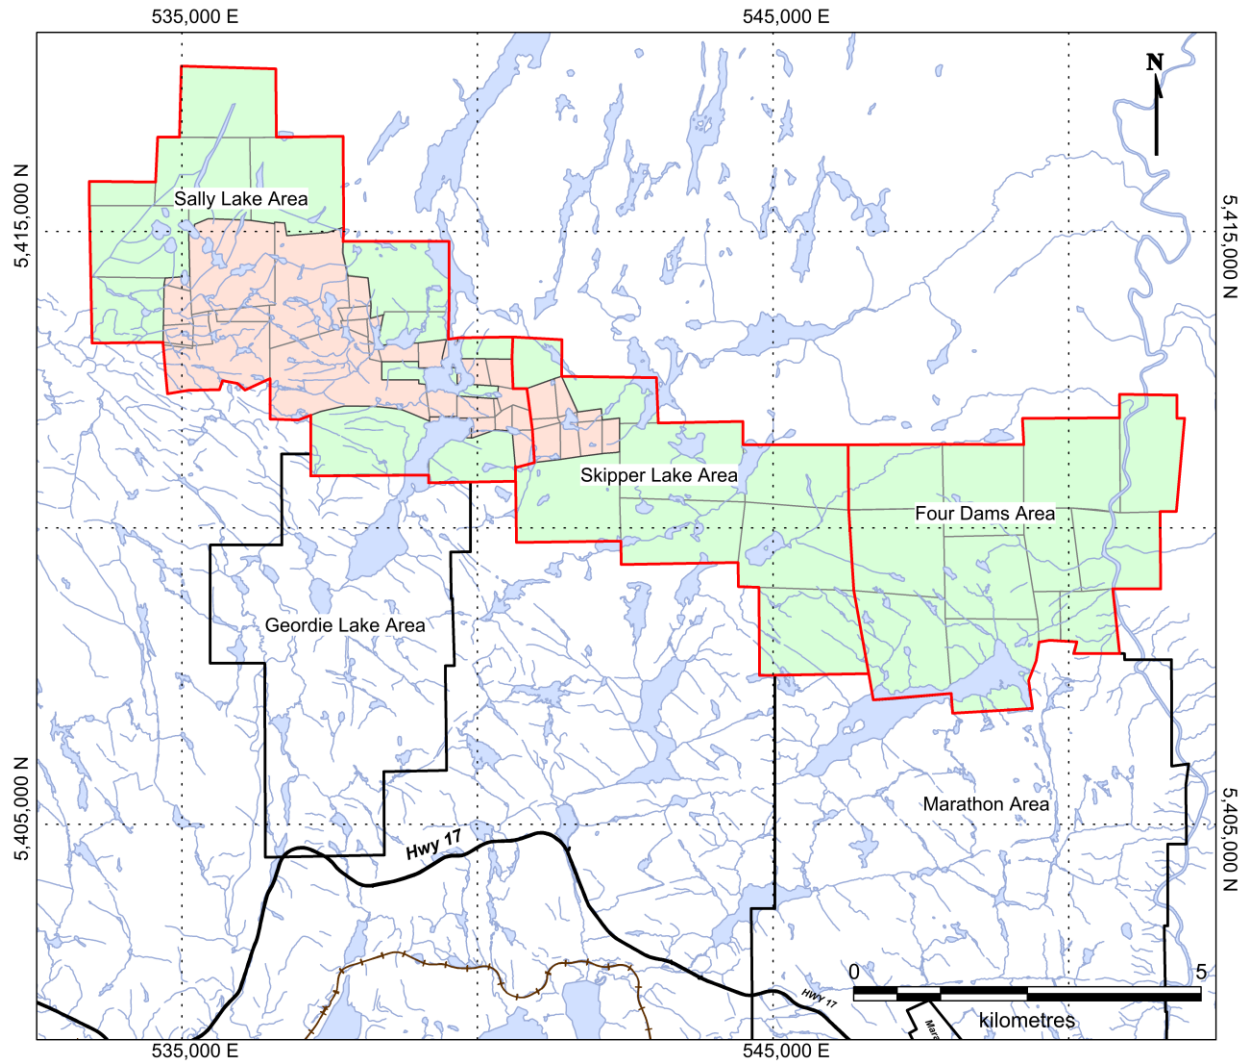 535,000 E
545,000 E
N
Sally Lake Area
5,415,000 N
5,415,000 N
Skipper Lake Area
Four Dams Area
Geordie Lake Area
5,405,000 N
Marathon Area
5,405,000 N
Hwy 17
0
5
HWY 17
kilometres
Mara
535,000 E
545,000 E